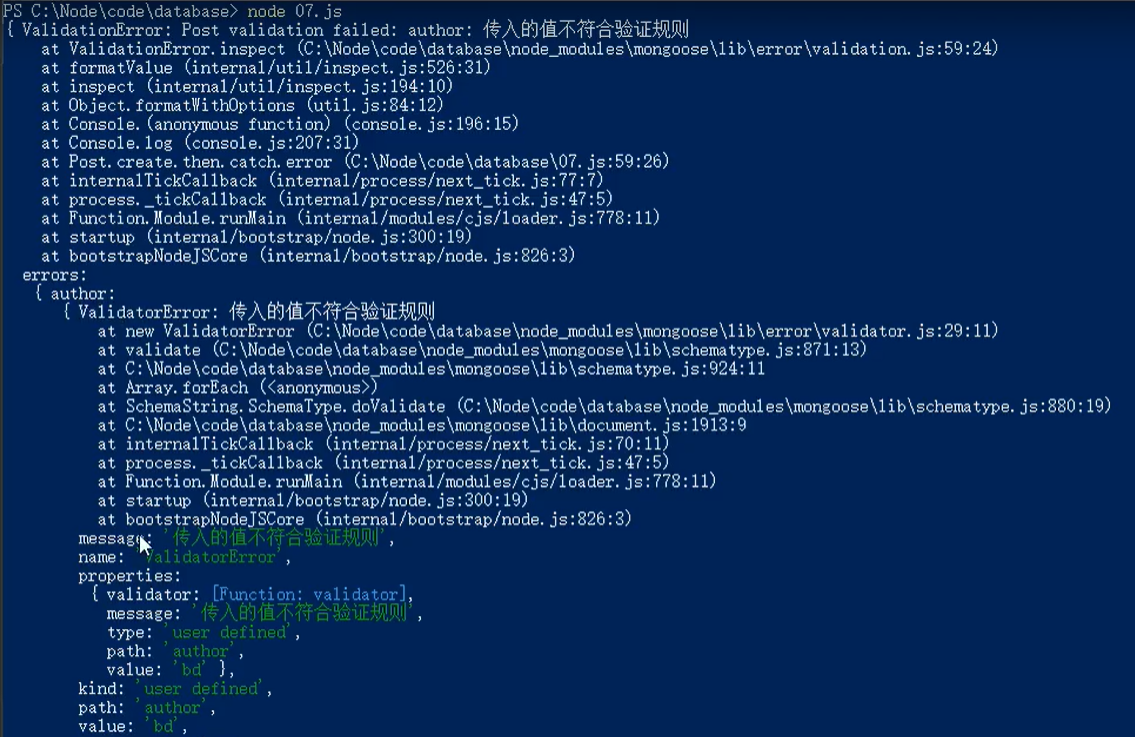 PS C:\Node\code\database> node 07.js
{ ValidationError: Post validation failed: author: 传入的值不符合验证规则
at ValidationError.inspect (C:\Node\code\database\node_modules\mongoose\lib\error\validation.js:59:24)
at formatValue (internal/util/inspect.js:526:31)
at inspect (internal/util/inspect.js:194:10)
at Object.formatWithOptions (util.js:84:12)
at Console.(anonymous function) (console.js:196:15)
at Console.log (console.js:207:31)
at Post.create.then.catch.error (C:\Node\code\database\07.js:59:26)
at internalTickCallback (internal/process/next_tick.js:77:7)
at process._tickCallback (internal/process/next_tick.js:47:5)
at Function.Module.runMain (internal/modules/cjs/loader.js:778:11)
at startup (internal/bootstrap/node.js:300:19)
at bootstrapNodeJSCore (internal/bootstrap/node.js:826:3)
errors:
{ author:
{ ValidatorError: 传入的值不符合验证规则
at new ValidatorError (C:\Node\code\database\node_modules\mongoose\lib\error\validator.js:29:11)
at validate (C:\Node\code\database\node_modules\mongoose\lib\schematype.js:871:13)
at C:\Node\code\database\node_modules\mongoose\lib\schematype.js:924:11
at Array.forEach (<anonymous>)
at SchemaString.SchemaType.doValidate (C:\Node\code\database\node_modules\mongoose\lib\schematype.js:880:19)
at C:\Node\code\database\node_modules\mongoose\lib\document.js:1913:9
at internalTickCallback (internal/process/next_tick.js:70:11)
at process._tickCallback (internal/process/next_tick.js:47:5)
at Function.Module.runMain (internal/modules/cjs/loader.js:778:11)
at startup (internal/bootstrap/node.js:300:19)
at bootstrapNodeJSCore (internal/bootstrap/node.js:826:3)
message: '传入的值不符合验证规则',
name: 'ValidatorError',
properties:
{ validator: [Function: validator],
message: '传入的值不符合验证规则',
type: 'user defined',
path: 'author',
value: 'bd' },
kind: 'user defined',
path: 'author',
value: 'bd',